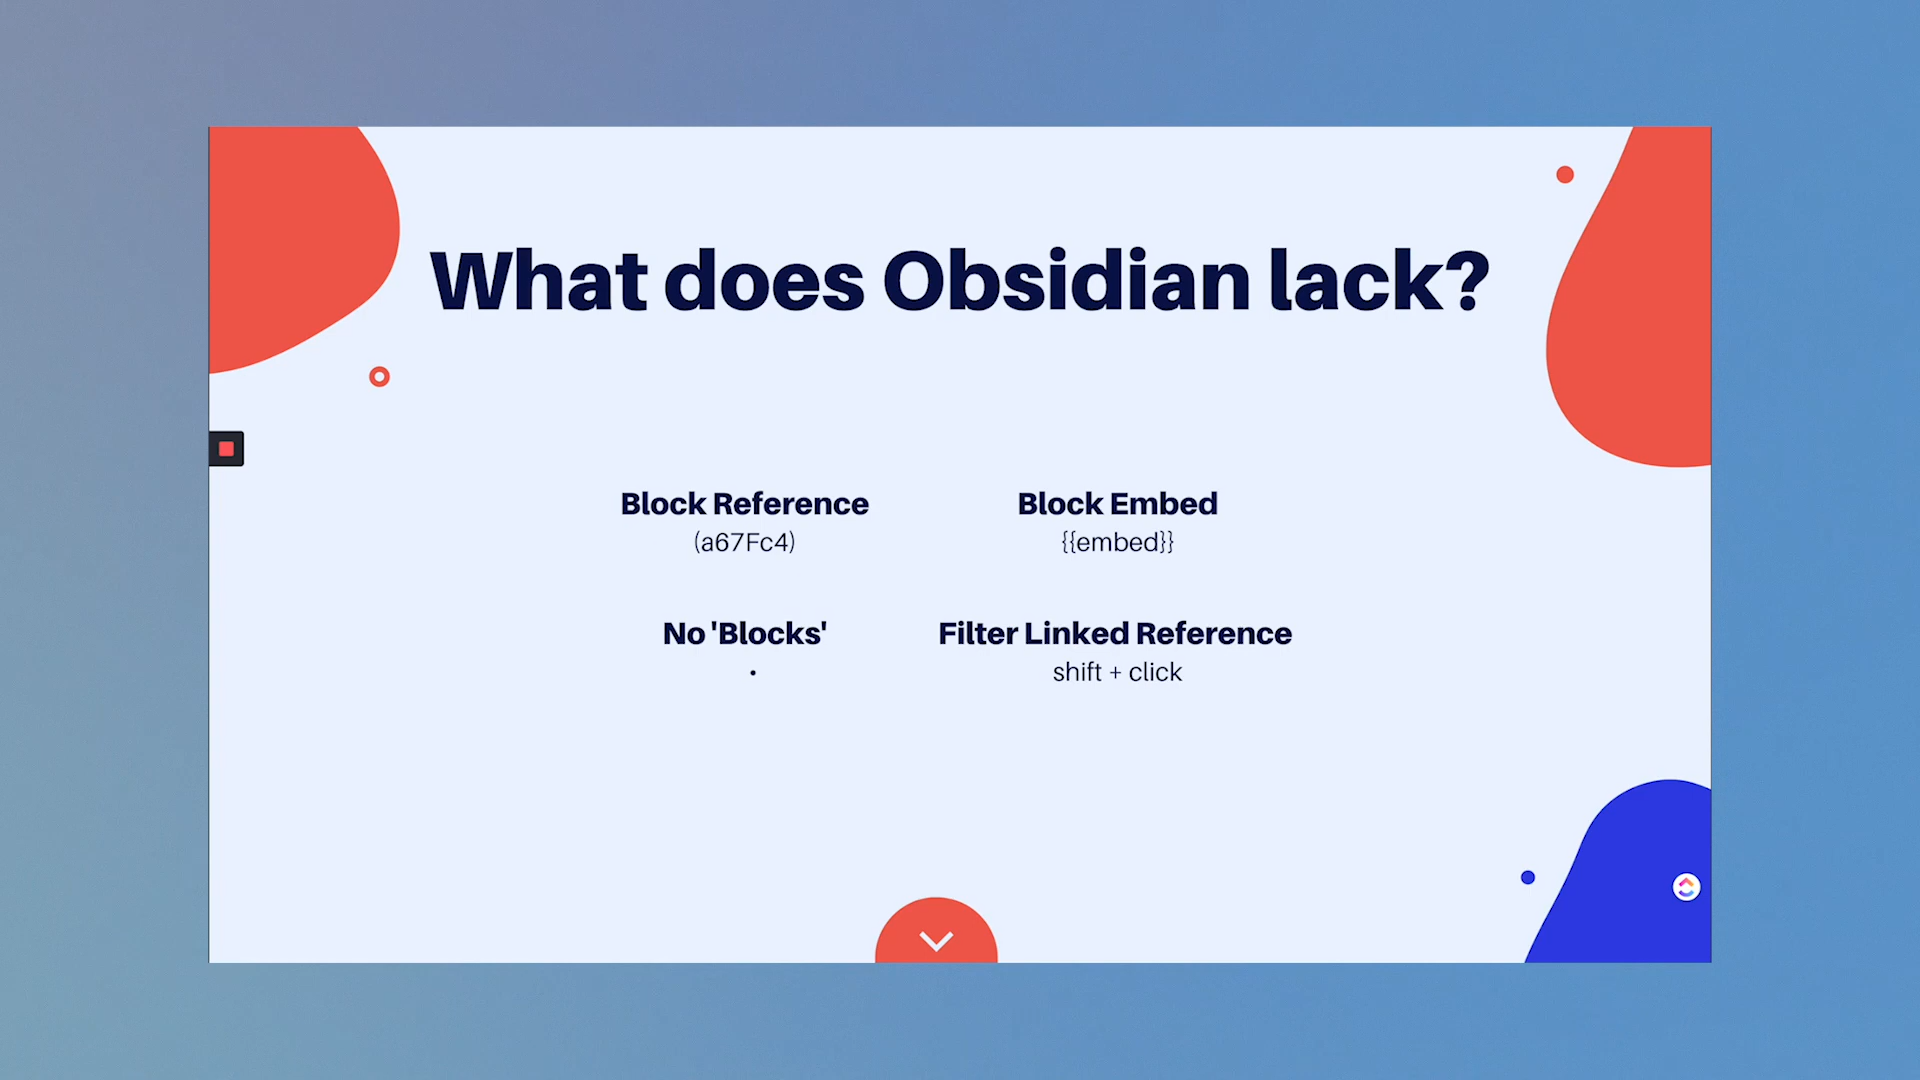 What does Obsidian lack?
Block Reference
(a67Fc4)
Block Embed
{{embed}}
No 'Blocks'
•
Filter Linked Reference
shift + click